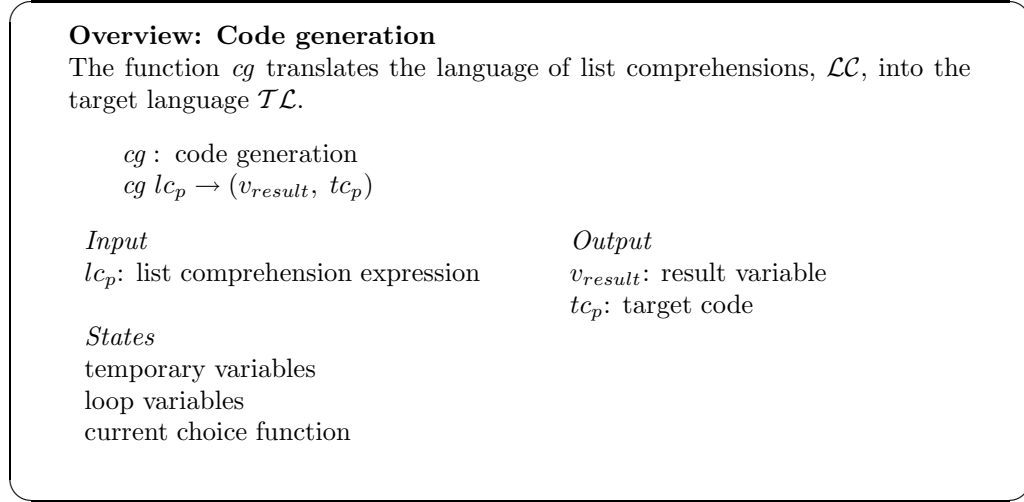 Overview: Code generation
The function cg translates the language of list comprehensions, ℒ𝒞, into the
target language 𝒯ℒ.
cg : code generation
cg lc_p → (v_result, tc_p)
Input
lc_p: list comprehension expression
Output
v_result: result variable
tc_p: target code
States
temporary variables
loop variables
current choice function